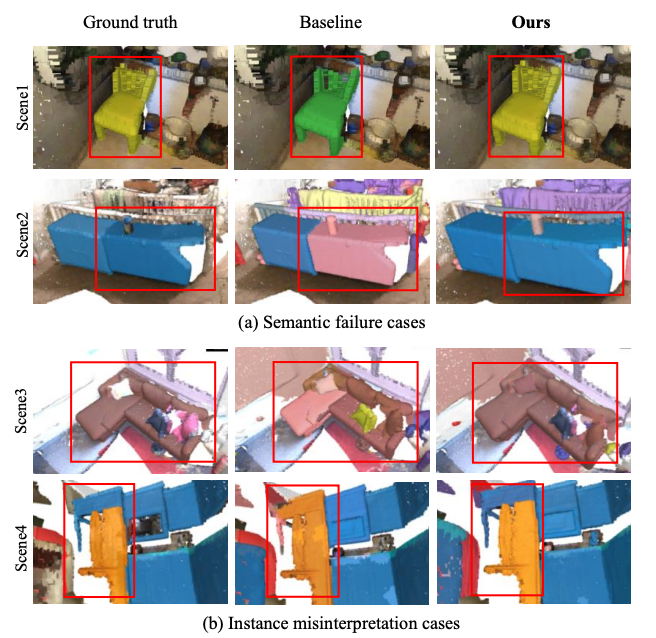 Ground truth Baseline Ours
Scene1
Scene2
(a) Semantic failure cases
Scene3
Scene4
(b) Instance misinterpretation cases